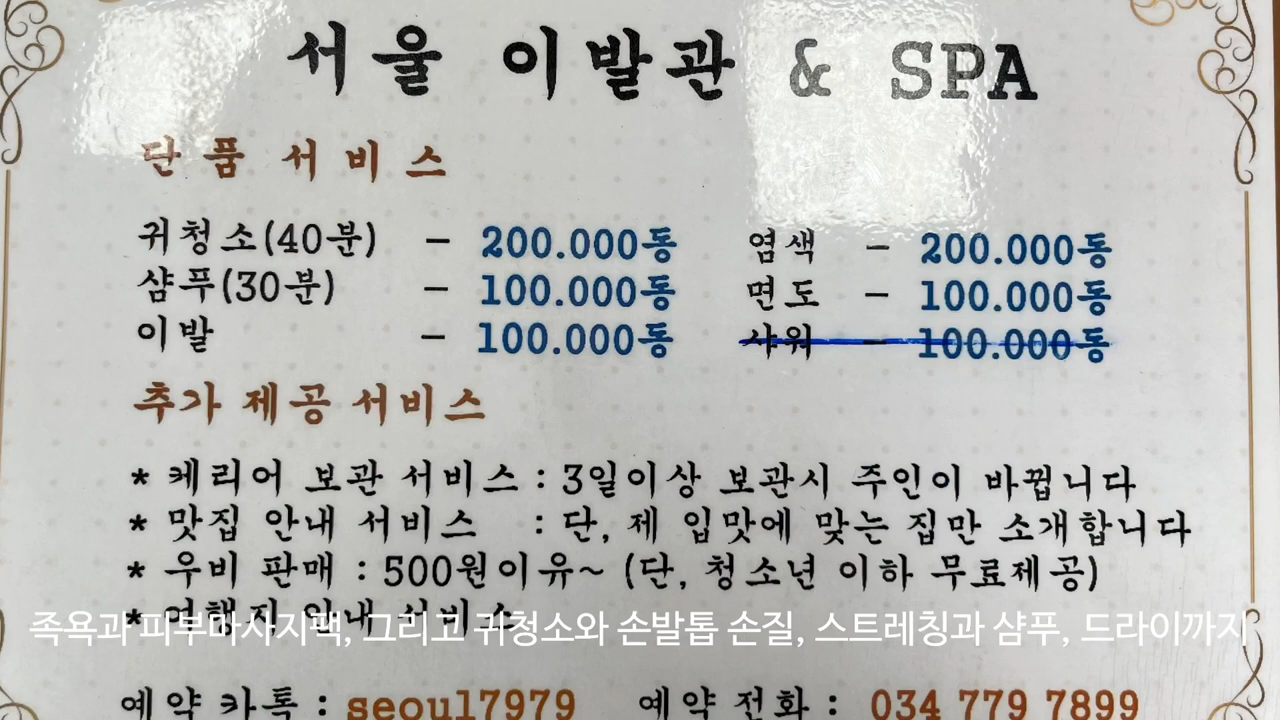 서울 이발관 & SPA
단품 서비스
귀청소(40분) - 200.000동 염색 - 200.000동
샴푸(30분) - 100.000동 면도 - 100.000동
이발 - 100.000동 샤워 - 100.000동
추가 제공 서비스
* 케리어 보관 서비스 : 3일이상 보관시 주인이 바뀝니다
* 맛집 안내 서비스 : 단, 제 입맛에 맞는 집만 소개합니다
* 우비 판매 : 500원이유~ (단, 청소년 이하 무료제공)
* 여행지 안내 서비스
족욕과 피부마사지팩, 그리고 귀청소와 손발톱 손질, 스트레칭과 샴푸, 드라이까지
예약 카톡 : seoul7979 예약 전화 : 034 779 7899